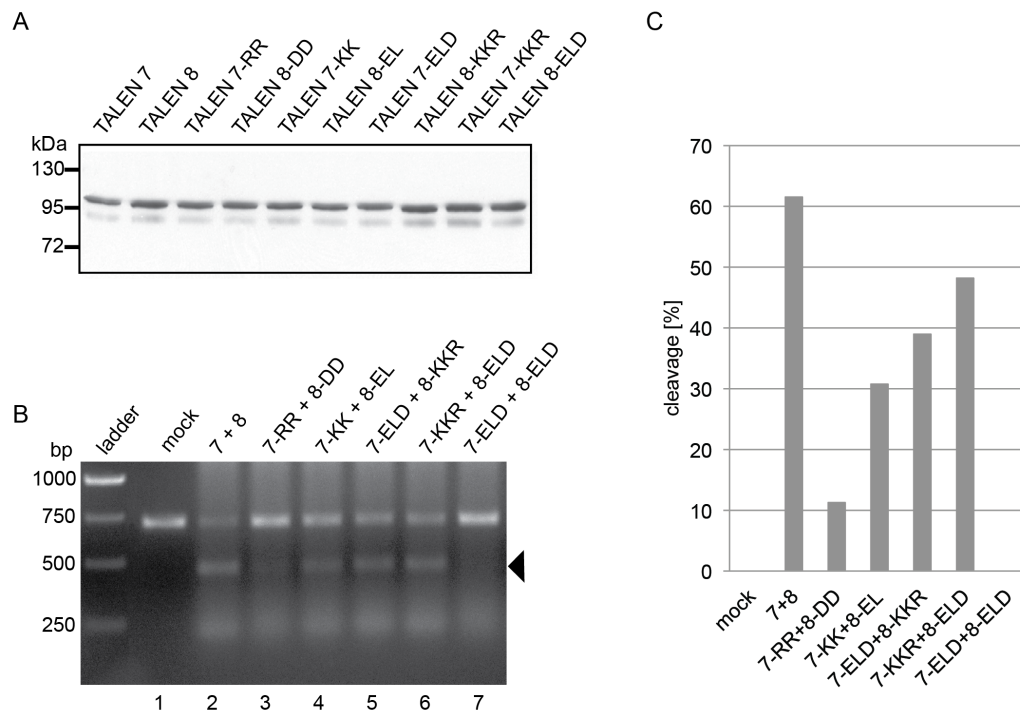 A
TALEN 7
TALEN 8
TALEN 7-RR
TALEN 8-DD
TALEN 7-KK
TALEN 8-EL
TALEN 7-ELD
TALEN 8-KKR
TALEN 7-KKR
TALEN 8-ELD
kDa
130
95
72
B
ladder
mock
7 + 8
7-RR + 8-DD
7-KK + 8-EL
7-ELD + 8-KKR
7-KKR + 8-ELD
7-ELD + 8-ELD
bp
1000
750
500
250
1 2 3 4 5 6 7
C
cleavage [%]
70
60
50
40
30
20
10
0
mock
7+8
7-RR+8-DD
7-KK+8-EL
7-ELD+8-KKR
7-KKR+8-ELD
7-ELD+8-ELD